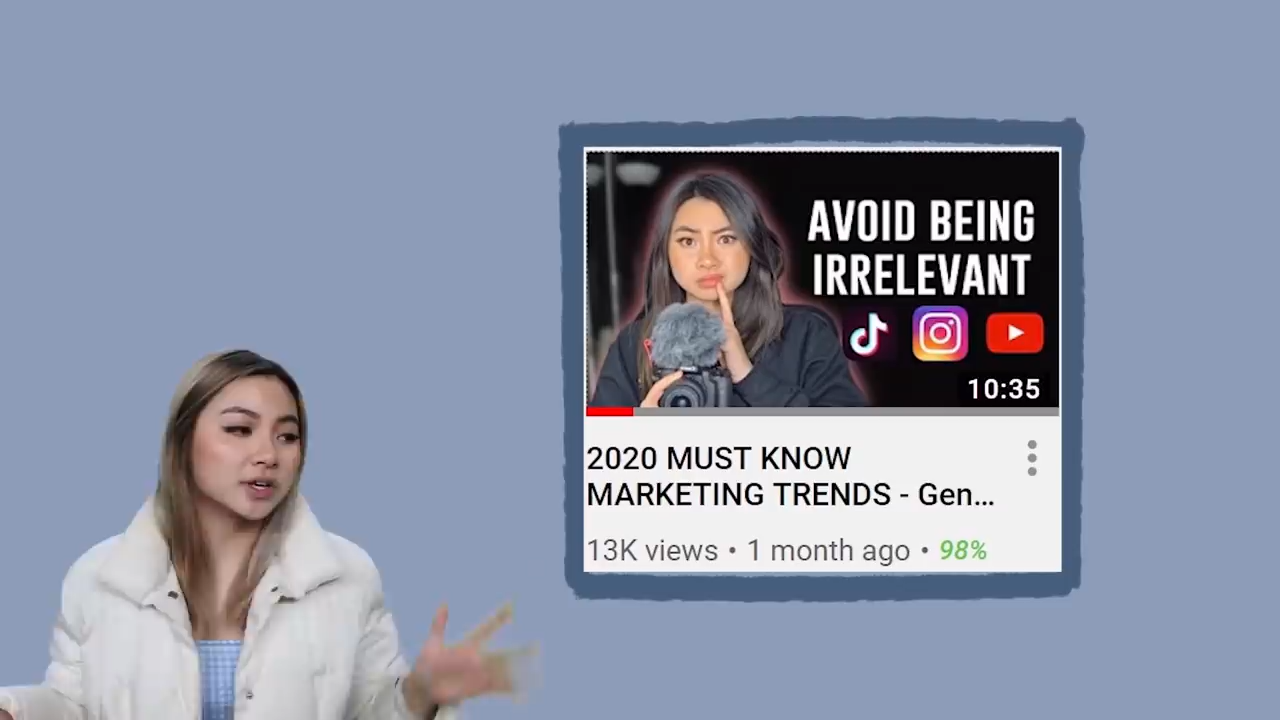 AVOID BEING
IRRELEVANT
10:35
2020 MUST KNOW
MARKETING TRENDS - Gen...
13K views • 1 month ago • 98%